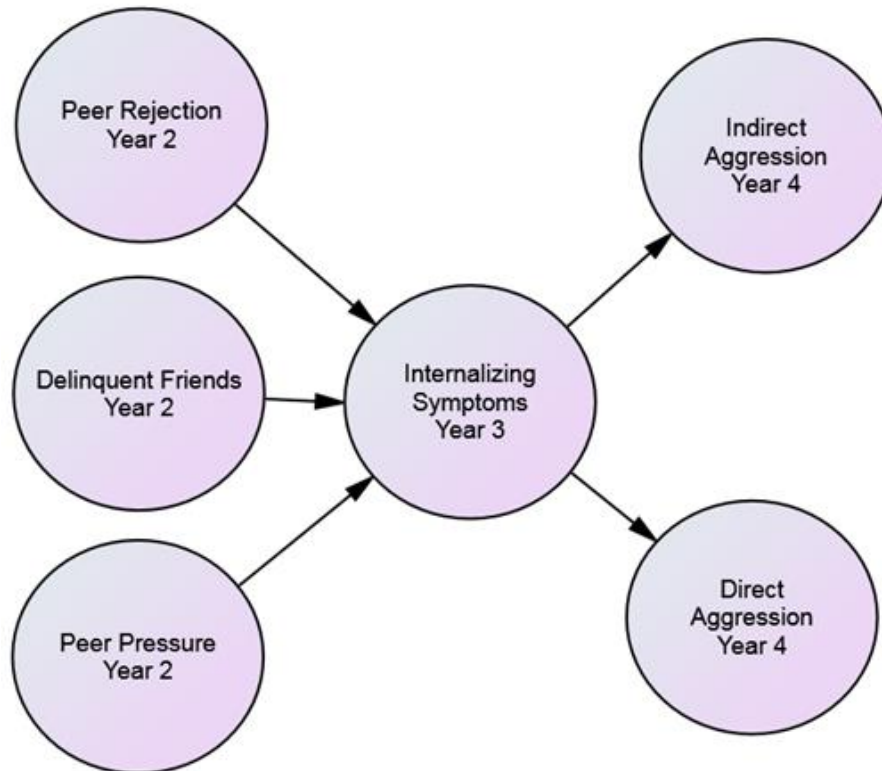 Peer Rejection
Year 2
Indirect
Aggression
Year 4
Delinquent Friends
Year 2
Internalizing
Symptoms
Year 3
Peer Pressure
Year 2
Direct
Aggression
Year 4